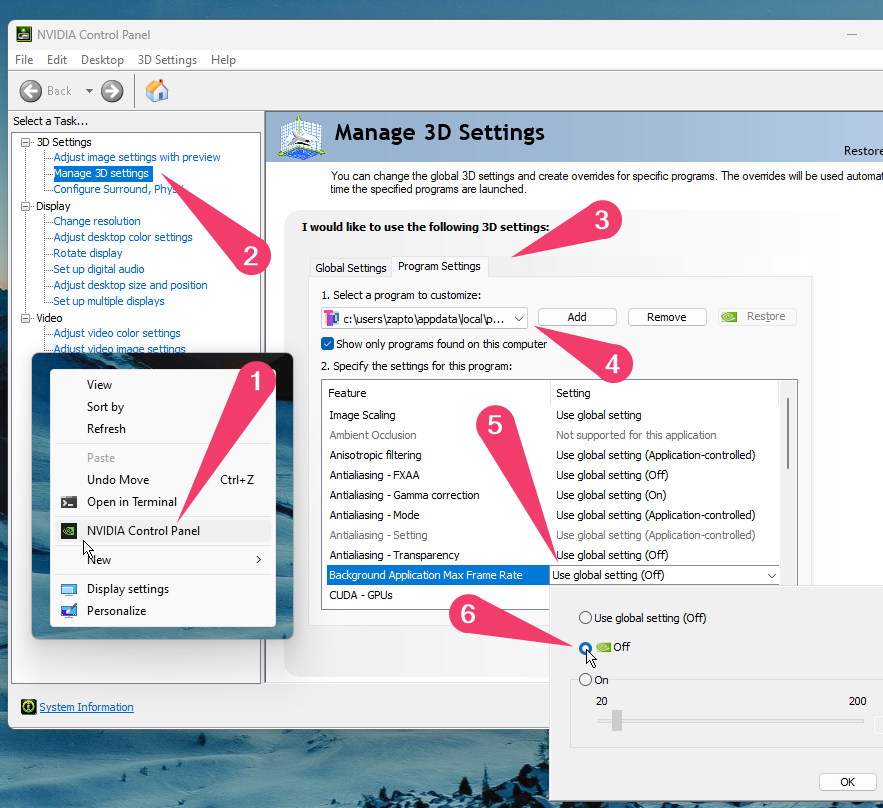 NVIDIA Control Panel
File Edit Desktop 3D Settings Help
Back
Select a Task...
3D Settings
Adjust image settings with preview
Manage 3D settings
Configure Surround,
Display
Change resolution
Adjust desktop color settings
Rotate display
Set up digital audio
Adjust desktop size and position
Set up multiple displays
Video
Adjust video color settings
Adjust video image settings
2
1
View
Sort by
Refresh
Paste
Undo Move Ctrl+Z
Open in Terminal
NVIDIA Control Panel
New
Display settings
Personalize
System Information
Manage 3D Settings
Restore
You can change the global 3D settings and create overrides for specific programs. The overrides will be used automat
time the specified programs are launched.
I would like to use the following 3D settings:
3
Global Settings Program Settings
1. Select a program to customize:
c:\users\zapto\appdata\local\p... Add Remove Restore
Show only programs found on this computer
4
2. Specify the settings for this program:
Feature Setting
Image Scaling Use global setting
Ambient Occlusion Not supported for this application
5
Anisotropic filtering Use global setting (Application-controlled)
Antialiasing - FXAA Use global setting (Off)
Antialiasing - Gamma correction Use global setting (On)
Antialiasing - Mode Use global setting (Application-controlled)
Antialiasing - Setting Use global setting (Application-controlled)
Antialiasing - Transparency Use global setting (Off)
Background Application Max Frame Rate Use global setting (Off)
CUDA - GPUs
6
Use global setting (Off)
Off
On
20 200
OK